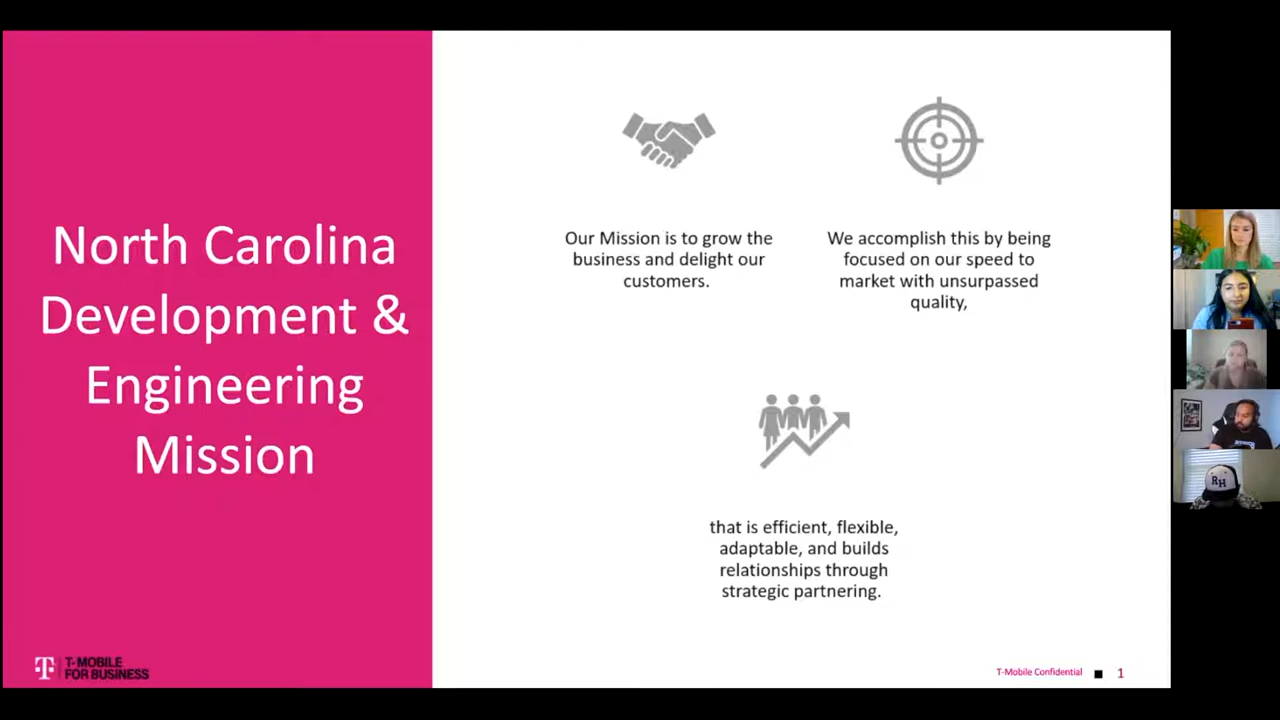 North Carolina
Development &
Engineering
Mission
Our Mission is to grow the
business and delight our
customers.
We accomplish this by being
focused on our speed to
market with unsurpassed
quality,
that is efficient, flexible,
adaptable, and builds
relationships through
strategic partnering.
T
T-MOBILE
FOR BUSINESS
T-Mobile Confidential
1
RH